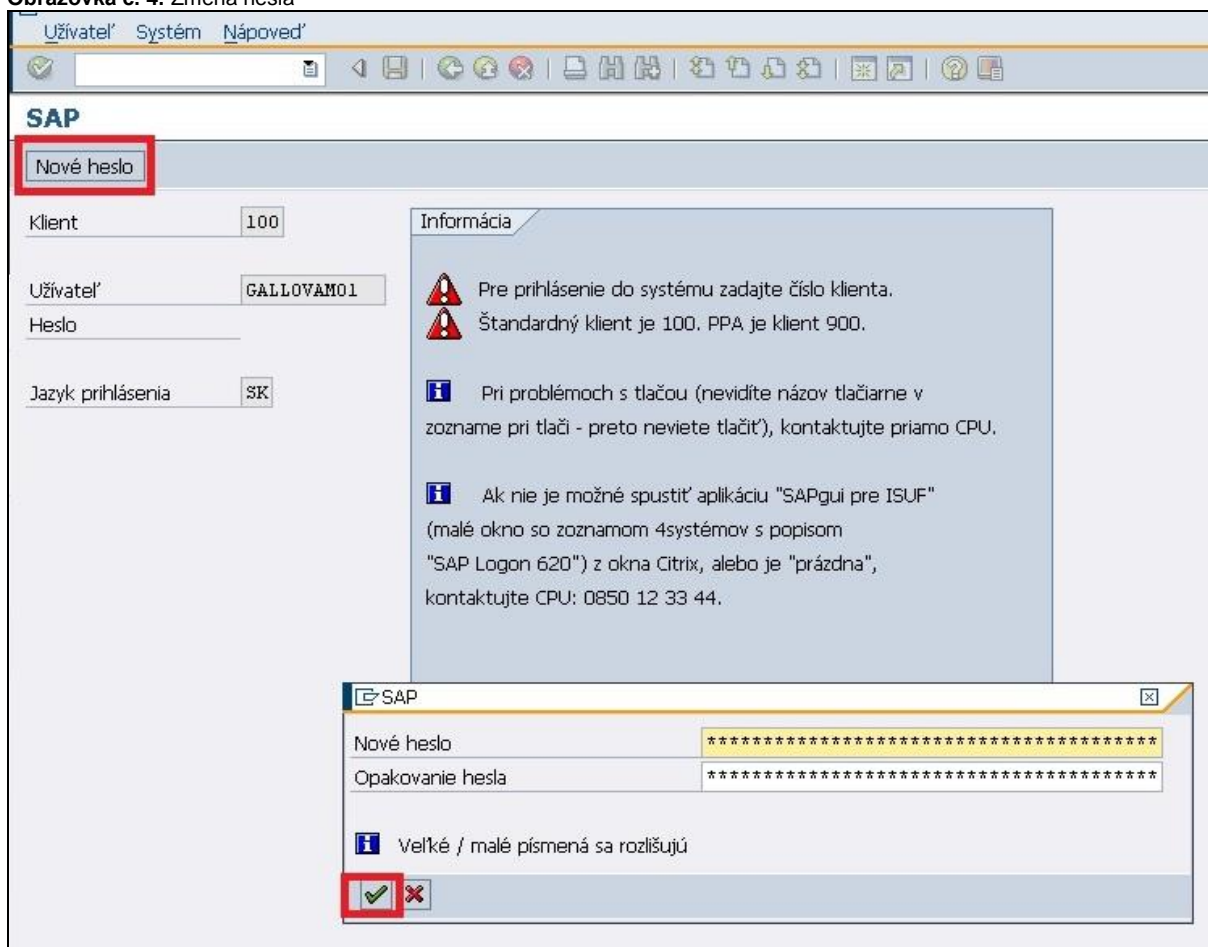 Obrazovka č. 4: Zmena hesla
Užívateľ Systém Nápoveď
SAP
Nové heslo
Klient 100
Užívateľ GALLOVAM01
Heslo
Jazyk prihlásenia SK
Informácia
Pre prihlásenie do systému zadajte číslo klienta.
Štandardný klient je 100. PPA je klient 900.
Pri problémoch s tlačou (nevidíte názov tlačiarne v
zozname pri tlači - preto neviete tlačiť), kontaktujte priamo CPU.
Ak nie je možné spustiť aplikáciu "SAPgui pre ISUF"
(malé okno so zoznamom 4systémov s popisom
"SAP Logon 620") z okna Citrix, alebo je "prázdna",
kontaktujte CPU: 0850 12 33 44.
SAP
Nové heslo ****************************************
Opakovanie hesla ****************************************
Veľké / malé písmená sa rozlišujú